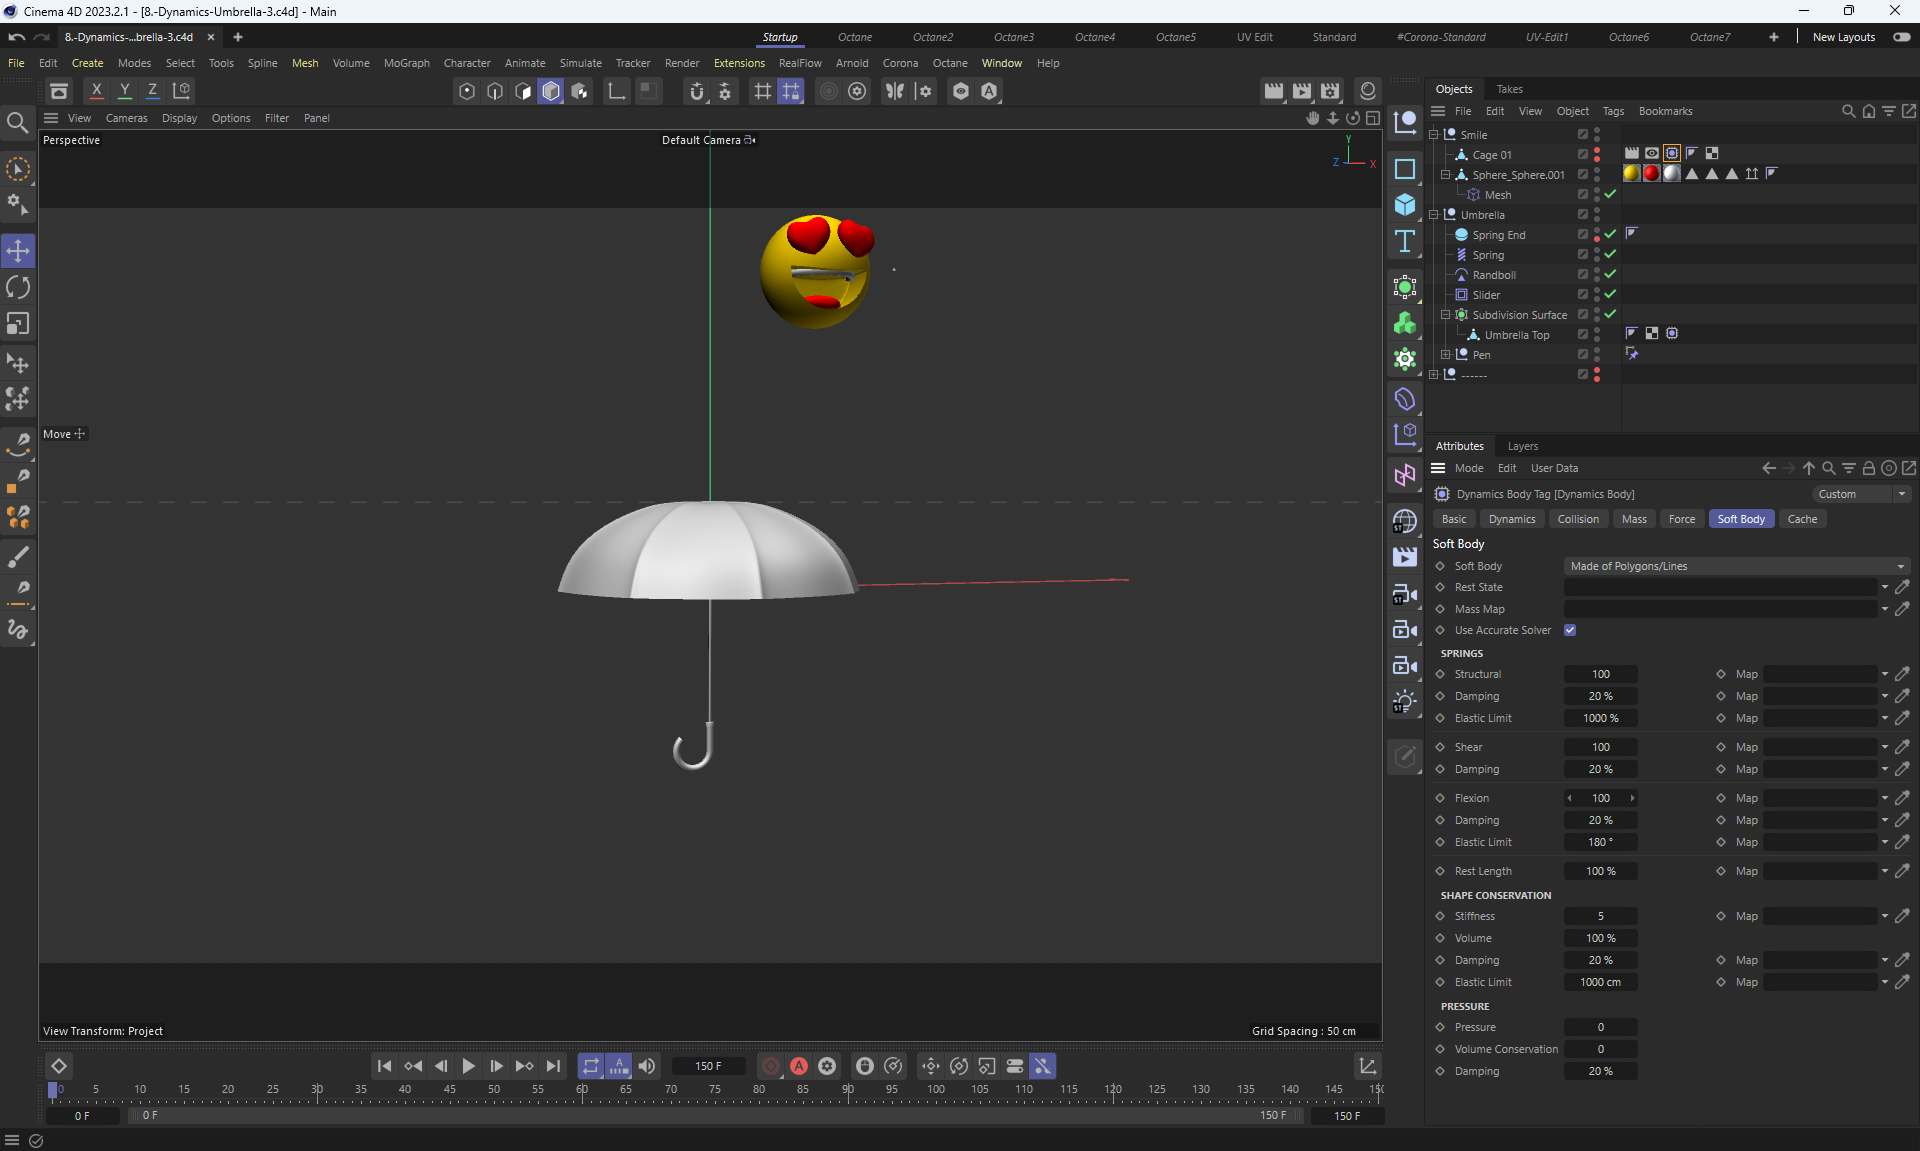 Cinema 4D 2023.2.1 - [8.-Dynamics-Umbrella-3.c4d] - Main
8.-Dynamics-...brella-3.c4d
Startup Octane Octane2 Octane3 Octane4 Octane5 UV Edit Standard #Corona-Standard UV-Edit1 Octane6 Octane7 New Layouts
File Edit Create Modes Select Tools Spline Mesh Volume MoGraph Character Animate Simulate Tracker Render Extensions RealFlow Arnold Corona Octane Window Help
X Y Z
Objects Takes
File Edit View Object Tags Bookmarks
View Cameras Display Options Filter Panel
Perspective
Default Camera
Y
Z X
Move
View Transform: Project
Grid Spacing : 50 cm
Smile
Cage 01
Sphere_Sphere.001
Mesh
Umbrella
Spring End
Spring
Randboll
Slider
Subdivision Surface
Umbrella Top
Pen
------
Attributes Layers
Mode Edit User Data
Dynamics Body Tag [Dynamics Body]
Custom
Basic Dynamics Collision Mass Force Soft Body Cache
Soft Body
Soft Body Made of Polygons/Lines
Rest State
Mass Map
Use Accurate Solver
SPRINGS
Structural 100 Map
Damping 20 % Map
Elastic Limit 1000 % Map
Shear 100 Map
Damping 20 % Map
Flexion 100 Map
Damping 20 % Map
Elastic Limit 180 ° Map
Rest Length 100 % Map
SHAPE CONSERVATION
Stiffness 5 Map
Volume 100 %
Damping 20 % Map
Elastic Limit 1000 cm Map
PRESSURE
Pressure 0
Volume Conservation 0
Damping 20 %
150 F
0 5 10 15 20 25 30 35 40 45 50 55 60 65 70 75 80 85 90 95 100 105 110 115 120 125 130 135 140 145
0 F 0 F 150 F 150 F